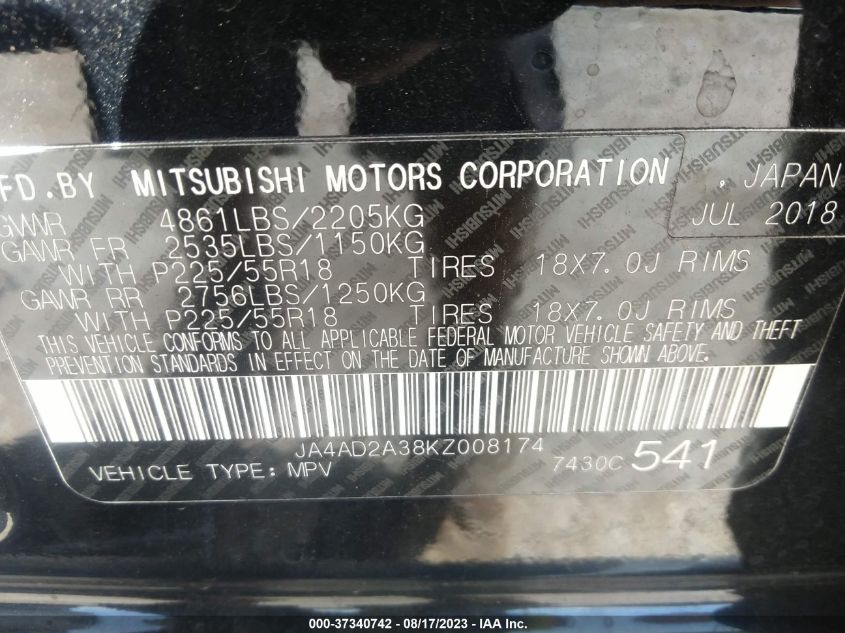 FD. BY MITSUBISHI MOTORS CORPORATION , JAPAN
GVWR 4861LBS/2205KG JUL 2018
GAWR FR 2535LBS/1150KG
WITH P225/55R18 TIRES 18X7.0J RIMS
GAWR RR 2756LBS/1250KG
WITH P225/55R18 TIRES 18X7.0J RIMS
THIS VEHICLE CONFORMS TO ALL APPLICABLE FEDERAL MOTOR VEHICLE SAFETY AND THEFT
PREVENTION STANDARDS IN EFFECT ON THE DATE OF MANUFACTURE SHOWN ABOVE.
JA4AD2A38KZ008174
VEHICLE TYPE: MPV 7430C 541
000-37340742 - 08/17/2023 - IAA Inc.